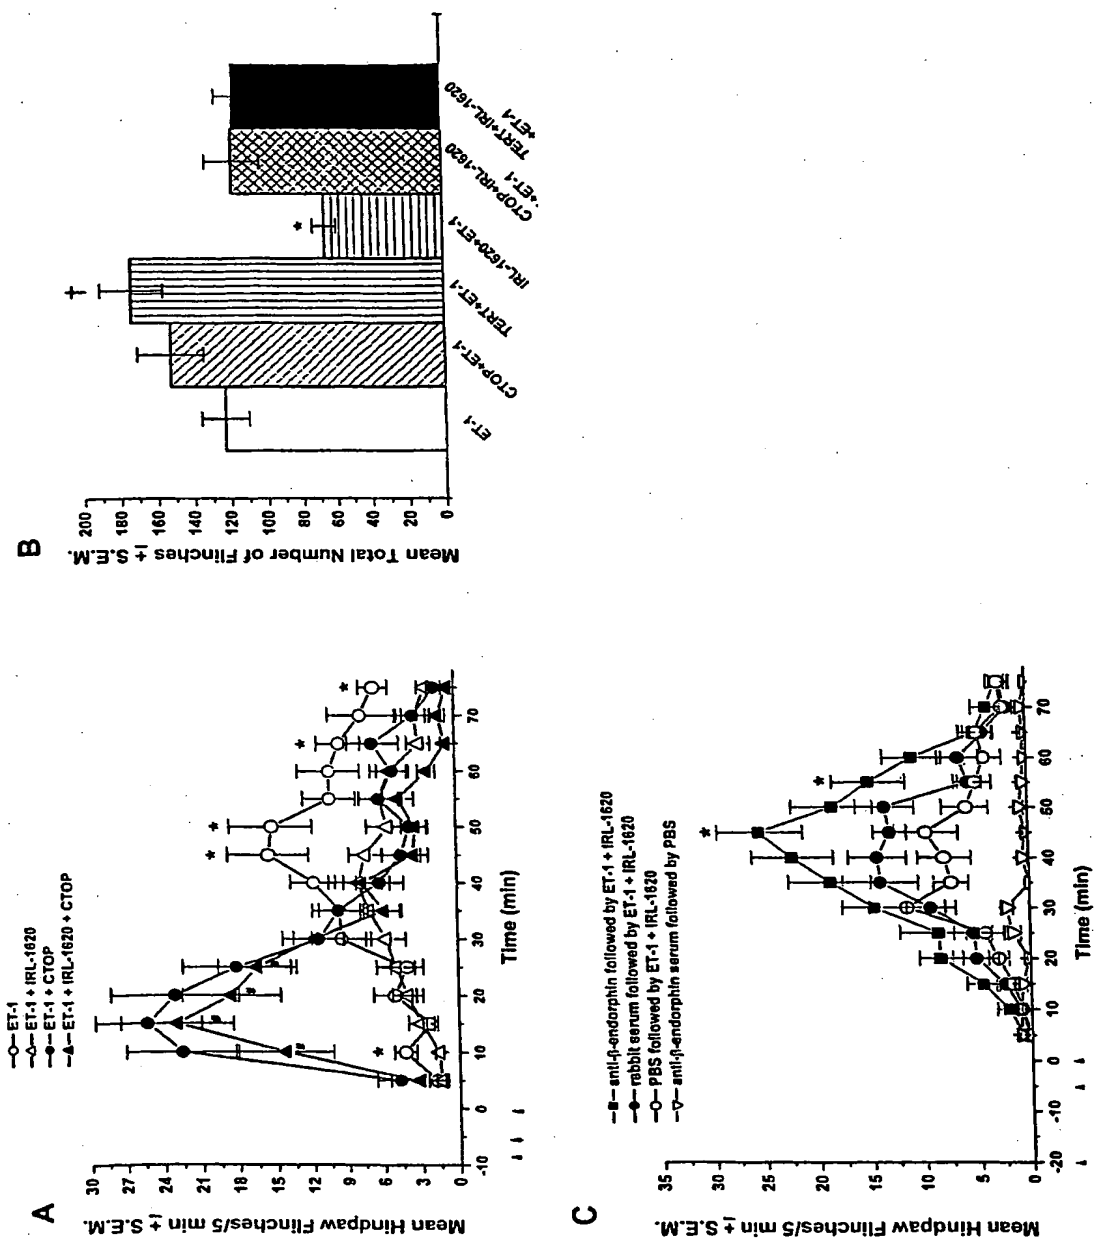 A
ET-1
ET-1 + IRL-1620
ET-1 + CTOP
ET-1 + IRL-1620 + CTOP
Mean Hindpaw Flinches/5 min ± S.E.M.
30
27
24
21
18
15
12
9
6
3
0
*
*
*
*
*
#
#
#
#
-10 0 10 20 30 40 50 60 70
Time (min)
B
Mean Total Number of Flinches ± S.E.M.
200
180
160
140
120
100
80
60
40
20
0
†
*
ET-1
CTOP+ET-1
TERT+ET-1
IRL-1620+ET-1
CTOP+IRL-1620
+ET-1
TERT+IRL-1620
+ET-1
C
anti-β-endorphin followed by ET-1 + IRL-1620
rabbit serum followed by ET-1 + IRL-1620
PBS followed by ET-1 + IRL-1620
anti-β-endorphin serum followed by PBS
Mean Hindpaw Flinches/5 min ± S.E.M.
35
30
25
20
15
10
5
0
*
*
-20 -10 0 10 20 30 40 50 60 70
Time (min)